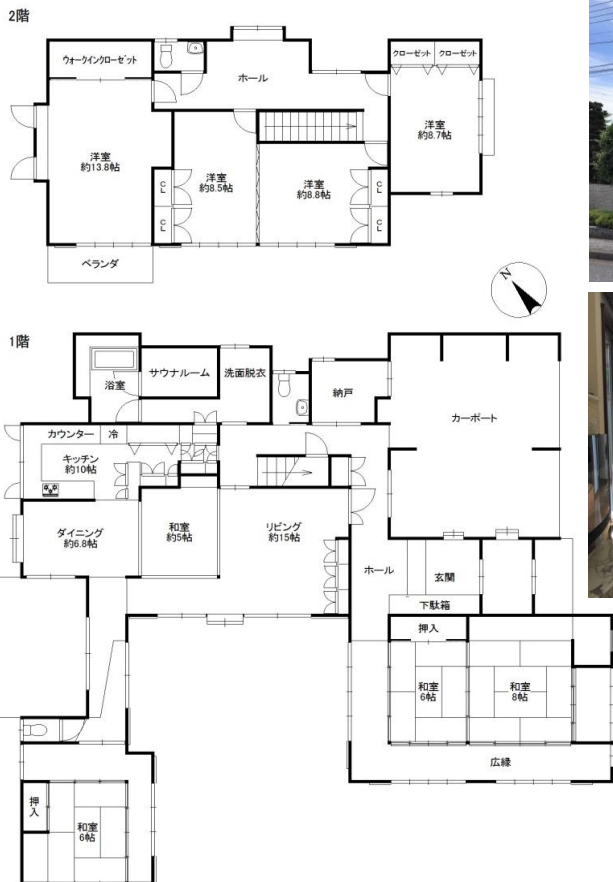 2階
ウォークインクローゼット
ホール
クローゼット
クローゼット
洋室
約13.8帖
洋室
約8.5帖
洋室
約8.8帖
洋室
約8.7帖
CL
CL
CL
CL
ベランダ
N
1階
浴室
サウナルーム
洗面脱衣
納戸
カーポート
カウンター
冷
キッチン
約10帖
ダイニング
約6.8帖
和室
約5帖
リビング
約15帖
ホール
玄関
下駄箱
押入
和室
6帖
和室
8帖
広縁
押入
和室
6帖